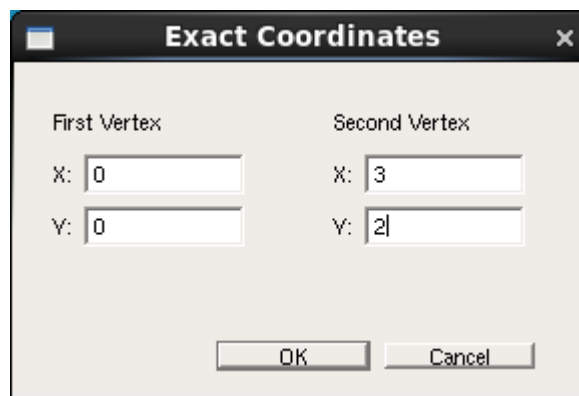 Exact Coordinates
First Vertex
X: 0
Y: 0
Second Vertex
X: 3
Y: 2
OK
Cancel